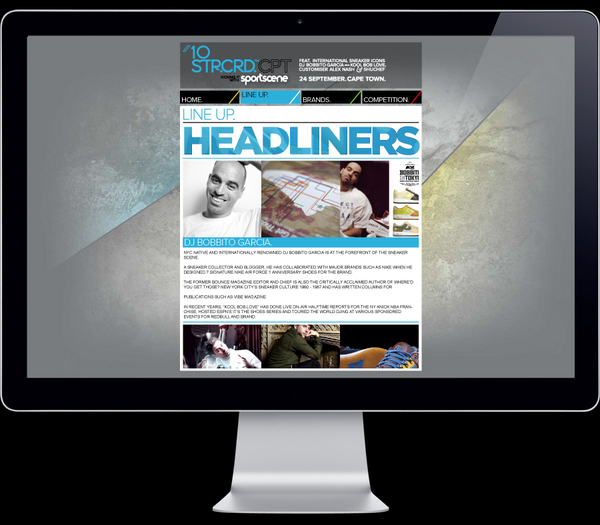 //10
STRCRD.CPT
sportscene
FEAT. INTERNATIONAL SNEAKER ICONS
DJ BOBBITO GARCIA AKA KOOL BOB LOVE,
CUSTOMISER ALEX NASH & SHUCHEF
24 SEPTEMBER. CAPE TOWN.
HOME.
LINE UP.
BRANDS.
COMPETITION.
LINE UP.
HEADLINERS
DJ BOBBITO GARCIA.
NYC NATIVE AND INTERNATIONALLY RENOWNED DJ BOBBITO GARCIA IS AT THE FOREFRONT OF THE SNEAKER
SCENE.
A SNEAKER COLLECTOR AND BLOGGER, HE HAS COLLABORATED WITH MAJOR BRANDS SUCH AS NIKE WHEN HE
DESIGNED 7 SIGNATURE NIKE AIR FORCE 1 ANNIVERSARY SHOES FOR THE BRAND.
THE FORMER BOUNCE MAGAZINE EDITOR AND CHIEF IS ALSO THE CRITICALLY ACCLAIMED AUTHOR OF WHERE'D
YOU GET THOSE? NEW YORK CITY'S SNEAKER CULTURE 1960 - 1987 AND HAS WRITTEN COLUMNS FOR
PUBLICATIONS SUCH AS VIBE MAGAZINE.
IN RECENT YEARS, "KOOL BOB LOVE" HAS DONE LIVE ON AIR HALFTIME REPORTS FOR THE NY KNICK NBA FRAN-
CHISE, HOSTED ESPN'S IT'S THE SHOES SERIES AND TOURED THE WORLD DJING AT VARIOUS SPONSORED
EVENTS FOR REDBULL AND BRAND